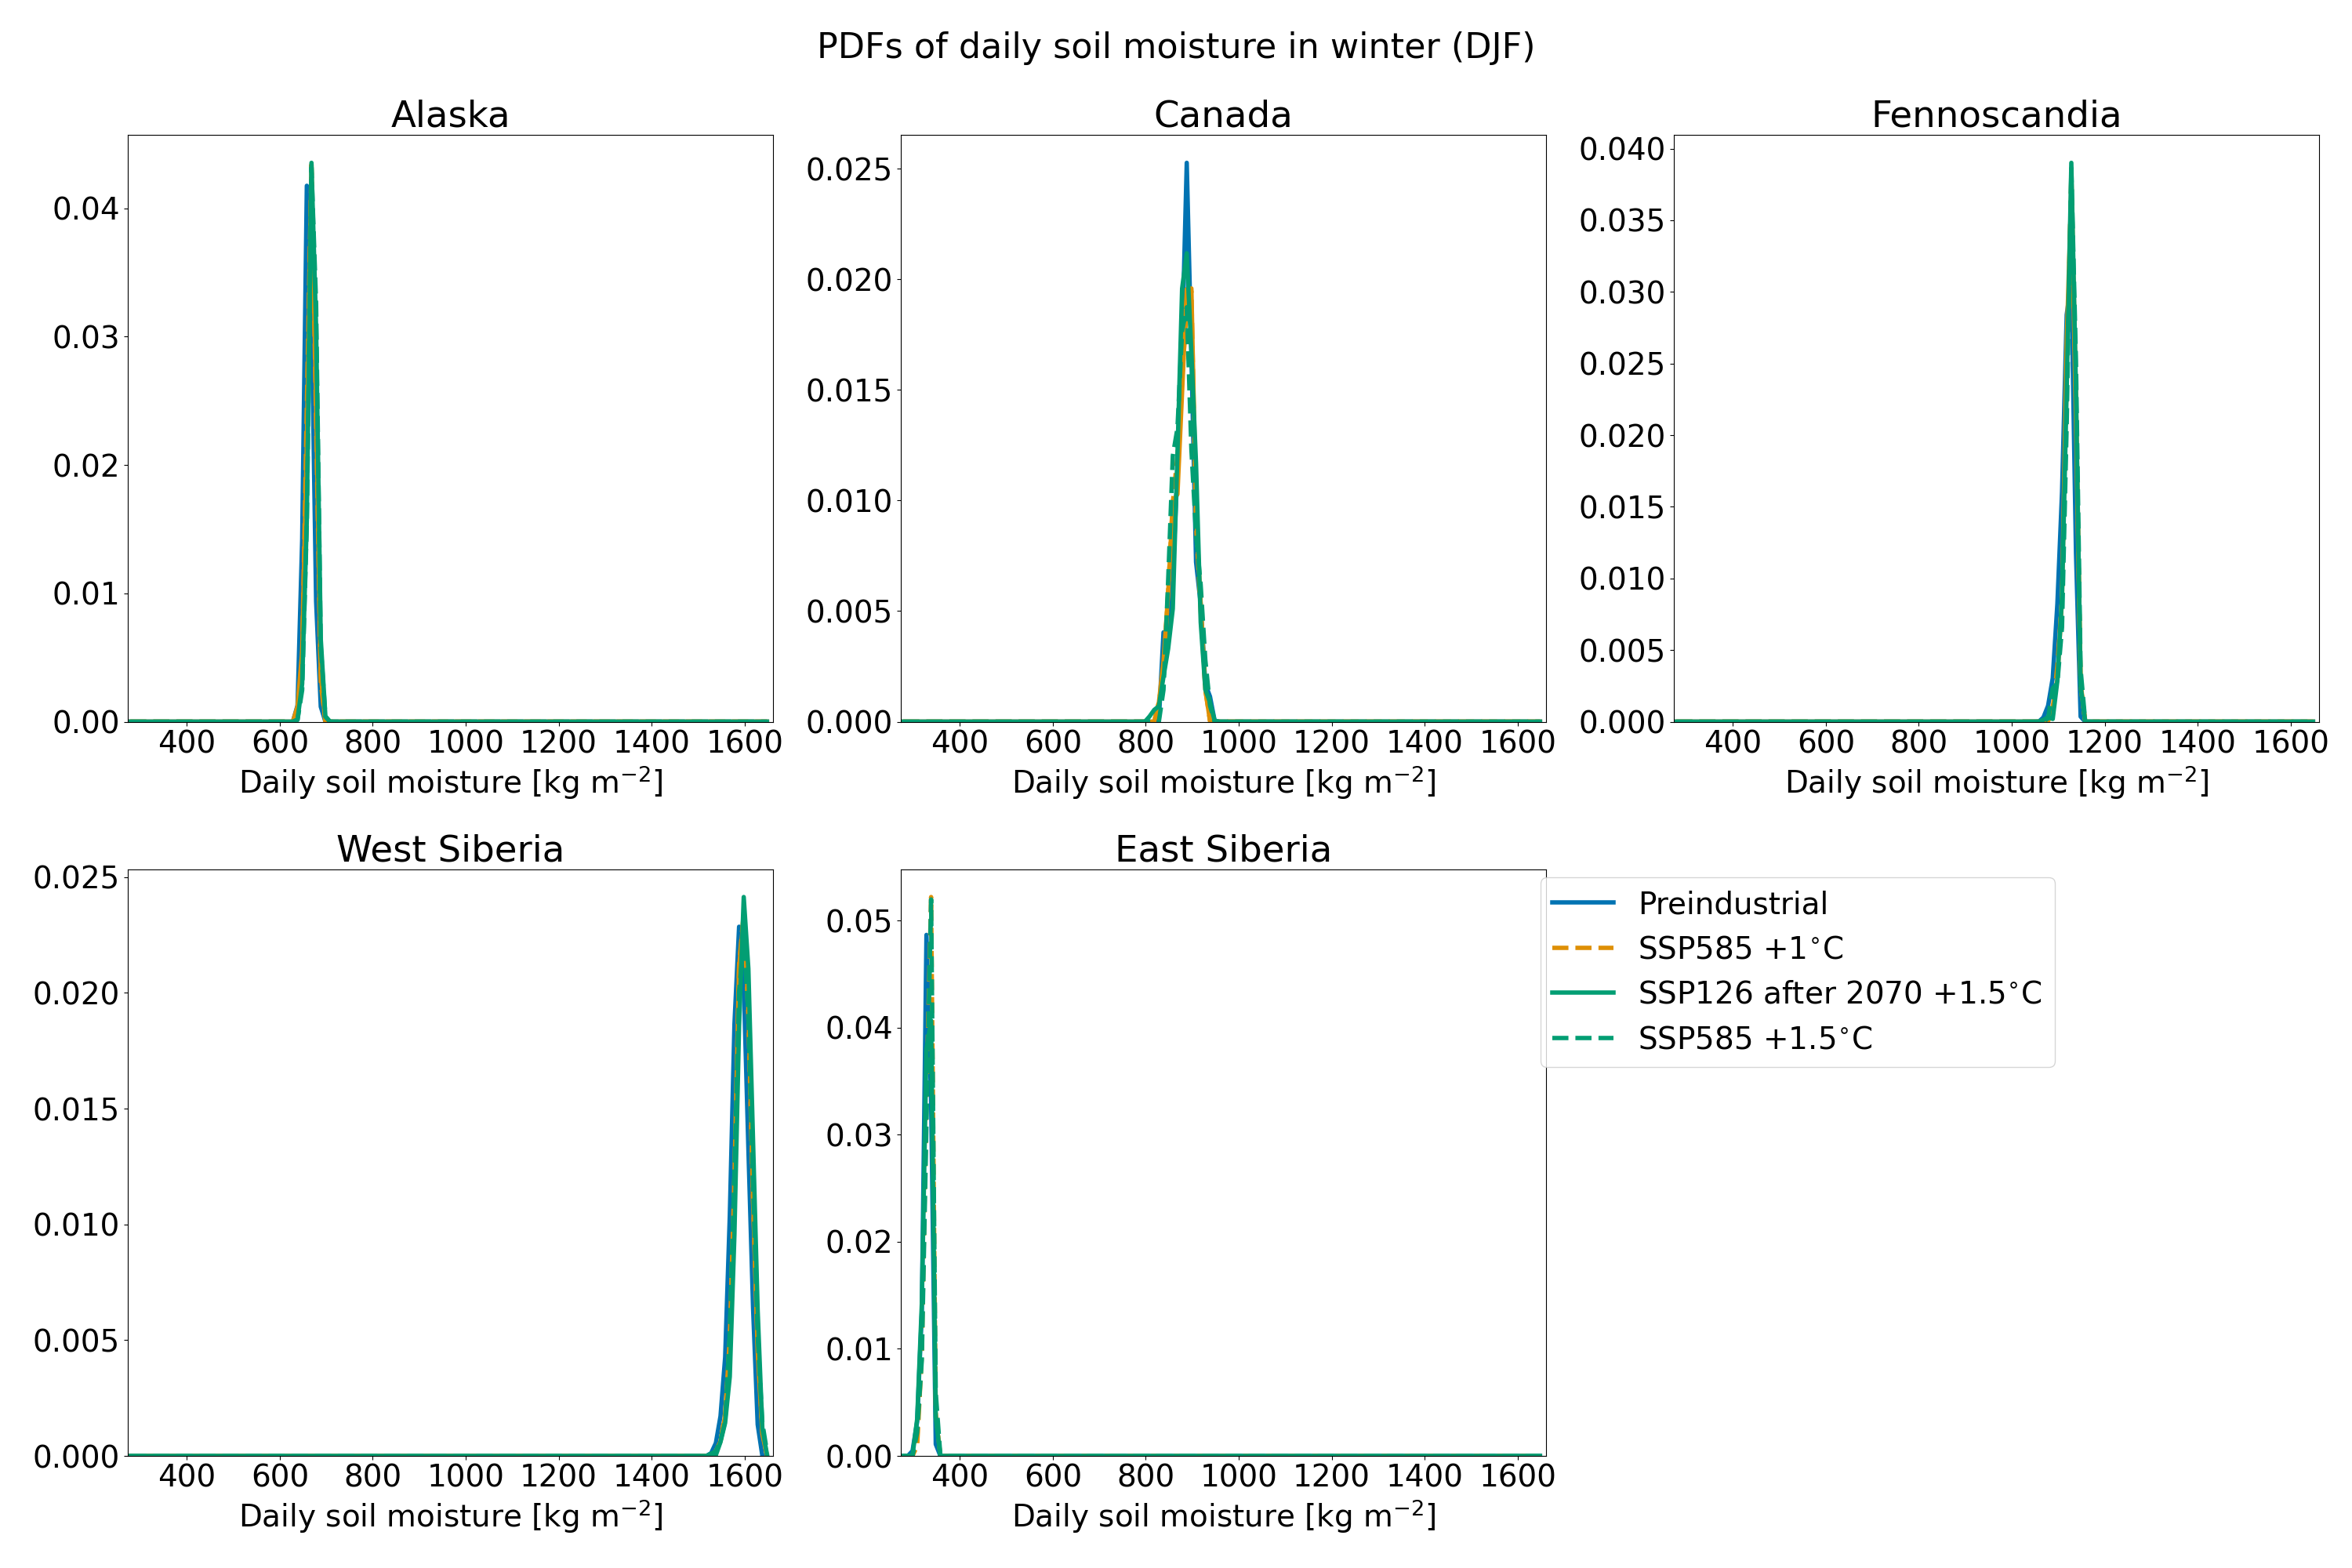 PDFs of daily soil moisture in winter (DJF)
Alaska
0.04
0.03
0.02
0.01
0.00
400 600 800 1000 1200 1400 1600
Daily soil moisture [kg m⁻²]
Canada
0.025
0.020
0.015
0.010
0.005
0.000
400 600 800 1000 1200 1400 1600
Daily soil moisture [kg m⁻²]
Fennoscandia
0.040
0.035
0.030
0.025
0.020
0.015
0.010
0.005
0.000
400 600 800 1000 1200 1400 1600
Daily soil moisture [kg m⁻²]
West Siberia
0.025
0.020
0.015
0.010
0.005
0.000
400 600 800 1000 1200 1400 1600
Daily soil moisture [kg m⁻²]
East Siberia
0.05
0.04
0.03
0.02
0.01
0.00
400 600 800 1000 1200 1400 1600
Daily soil moisture [kg m⁻²]
Preindustrial
SSP585 +1°C
SSP126 after 2070 +1.5°C
SSP585 +1.5°C